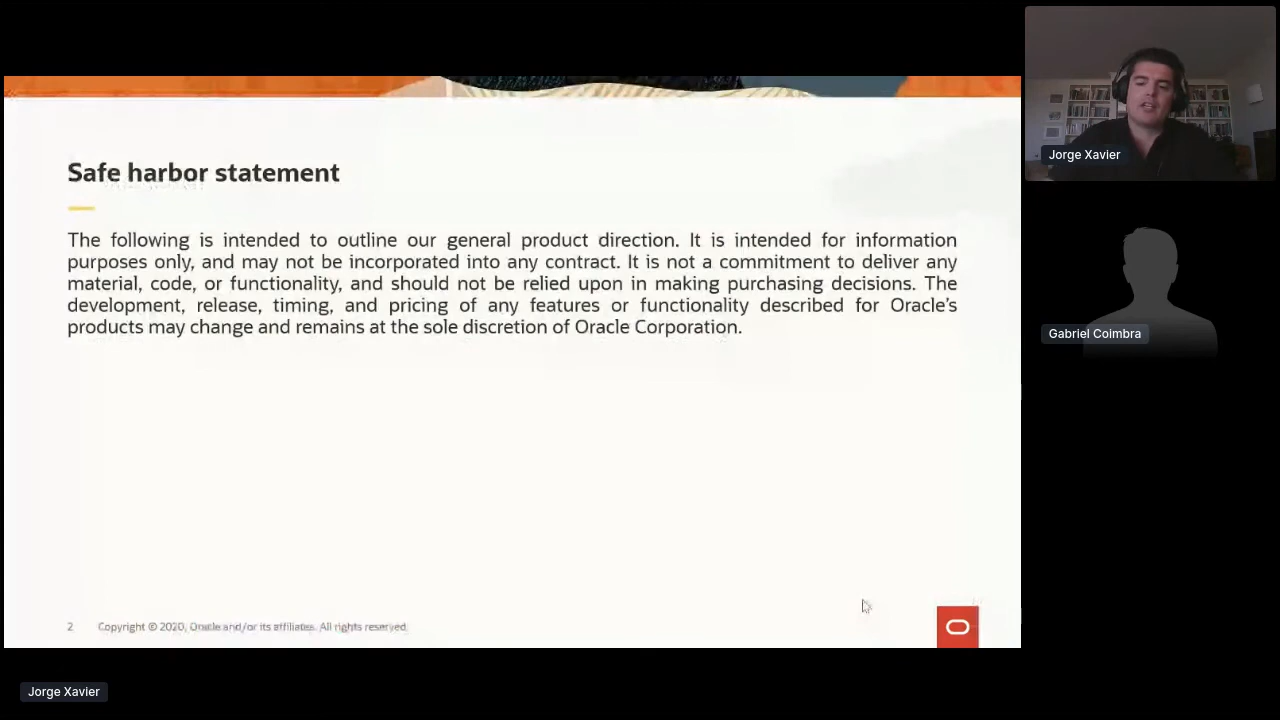 Safe harbor statement
The following is intended to outline our general product direction. It is intended for information
purposes only, and may not be incorporated into any contract. It is not a commitment to deliver any
material, code, or functionality, and should not be relied upon in making purchasing decisions. The
development, release, timing, and pricing of any features or functionality described for Oracle’s
products may change and remains at the sole discretion of Oracle Corporation.
2 Copyright © 2020, Oracle and/or its affiliates. All rights reserved.
Jorge Xavier
Gabriel Coimbra
Jorge Xavier